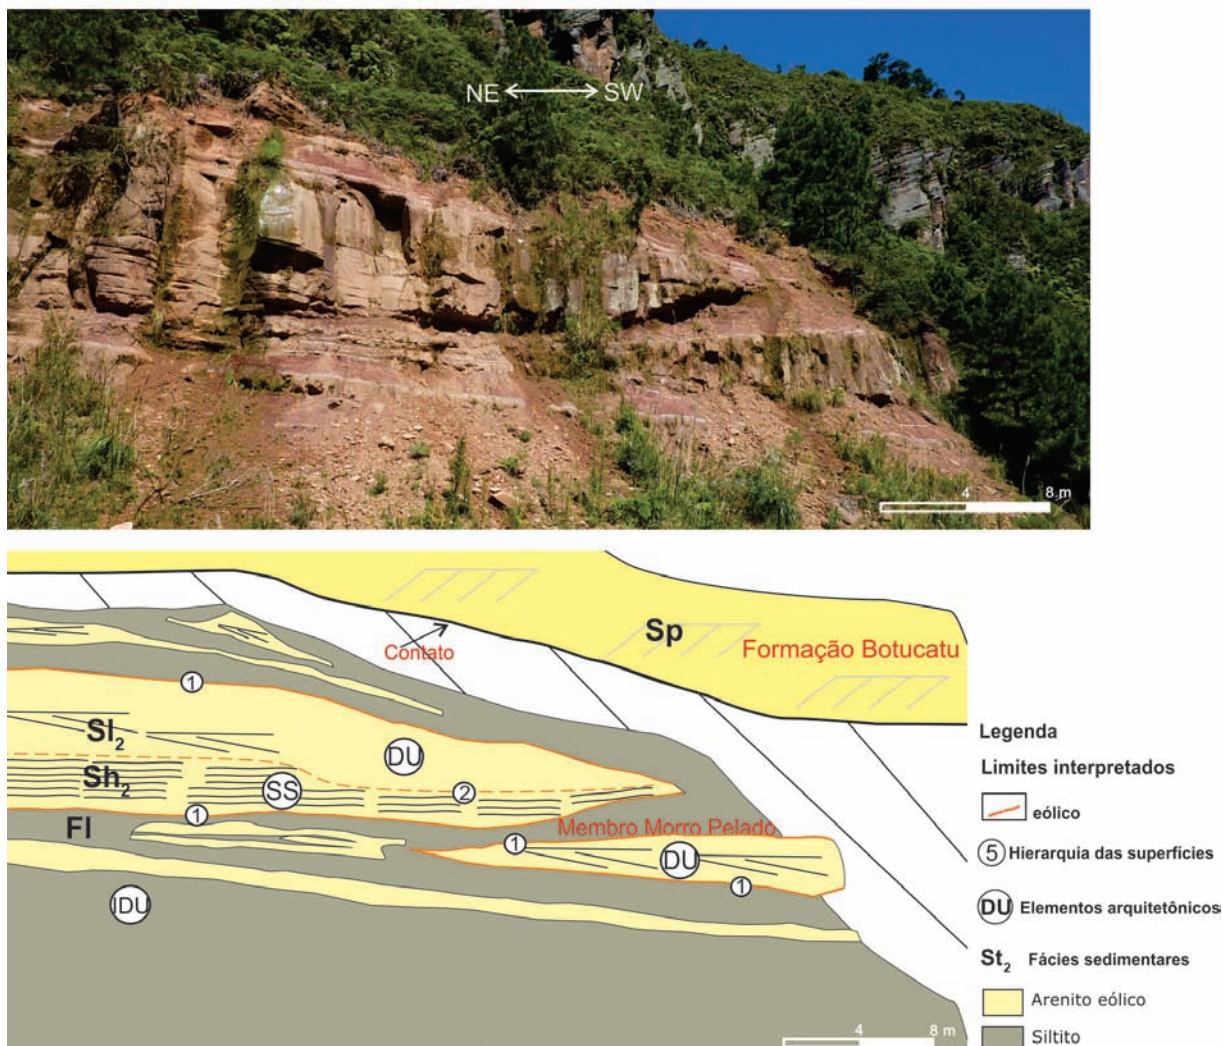 NE SW
4 8 m
Sp
Formação Botucatu
Contato
1
Sl2
DU
Sh2
SS
2
1
Fl
Membro Morro Pelado
1
DU
1
IDU
4 8 m
Legenda
Limites interpretados
eólico
5 Hierarquia das superfícies
DU Elementos arquitetônicos
St2 Fácies sedimentares
Arenito eólico
Siltito